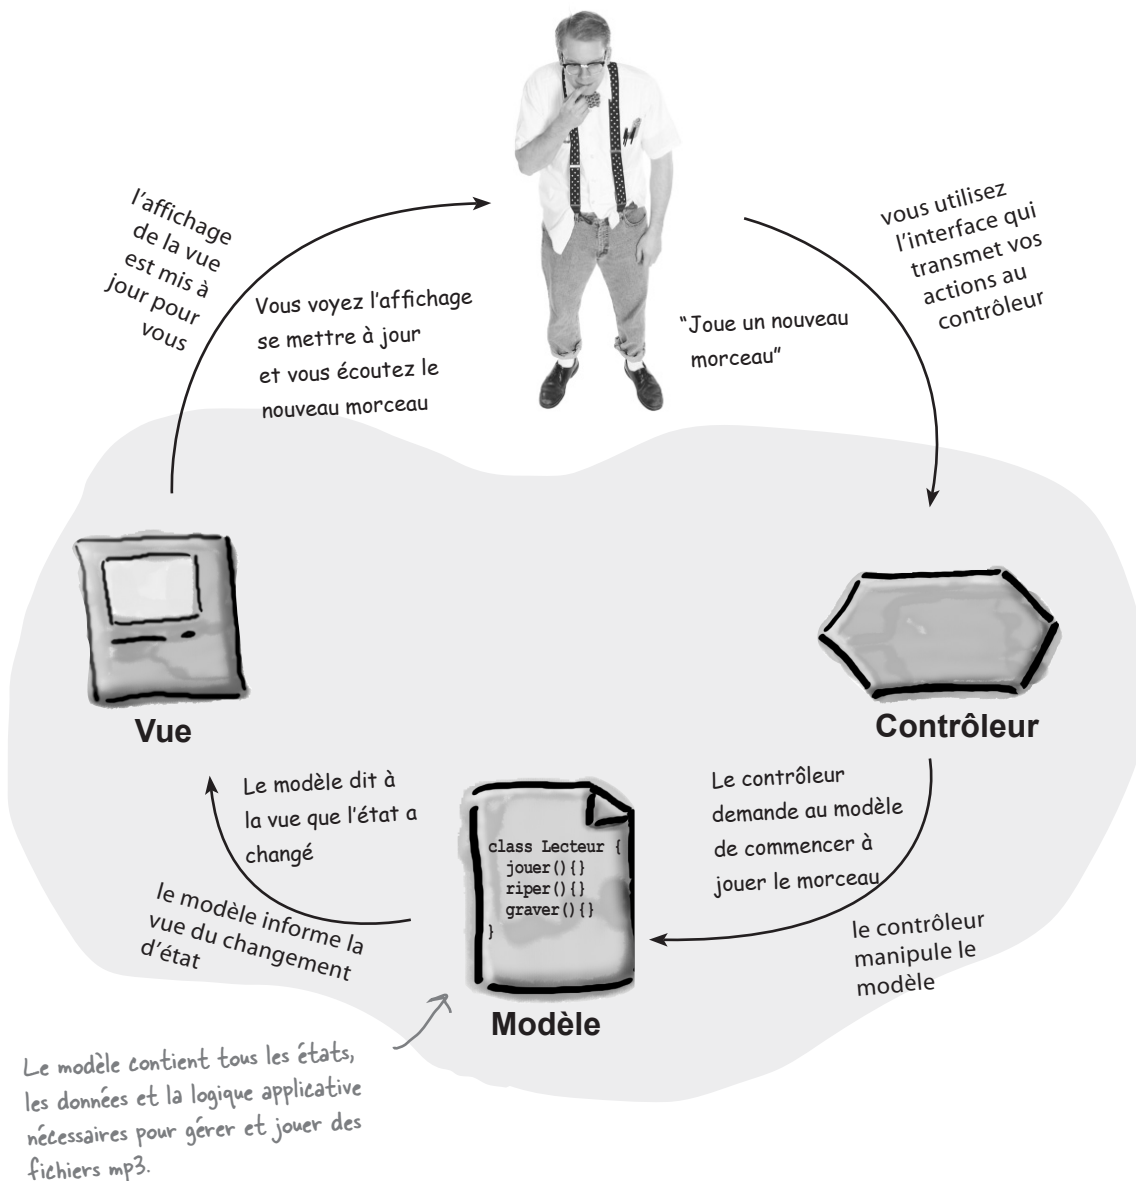 l'affichage
de la vue
est mis à
jour pour
vous
Vous voyez l'affichage
se mettre à jour
et vous écoutez le
nouveau morceau
"Joue un nouveau
morceau"
vous utilisez
l'interface qui
transmet vos
actions au
contrôleur
Vue
Contrôleur
Le modèle dit à
la vue que l'état a
changé
le modèle informe la
vue du changement
d'état
class Lecteur {
jouer(){}
riper(){}
graver(){}
}
Modèle
Le contrôleur
demande au modèle
de commencer à
jouer le morceau
le contrôleur
manipule le
modèle
Le modèle contient tous les états,
les données et la logique applicative
nécessaires pour gérer et jouer des
fichiers mp3.